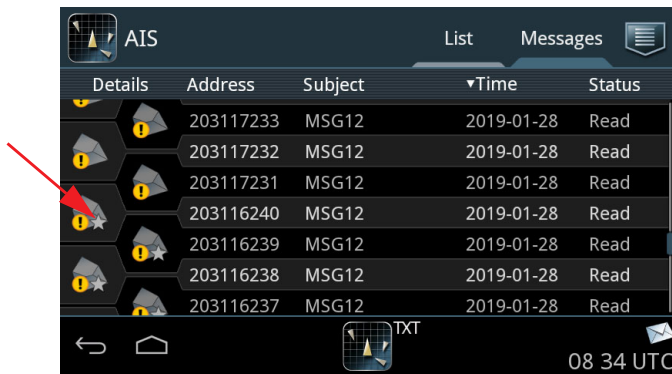 AIS List Messages
Details Address Subject ▾Time Status
203117233 MSG12 2019-01-28 Read
203117232 MSG12 2019-01-28 Read
203117231 MSG12 2019-01-28 Read
203116240 MSG12 2019-01-28 Read
203116239 MSG12 2019-01-28 Read
203116238 MSG12 2019-01-28 Read
203116237 MSG12 2019-01-28 Read
TXT
08 34 UTC